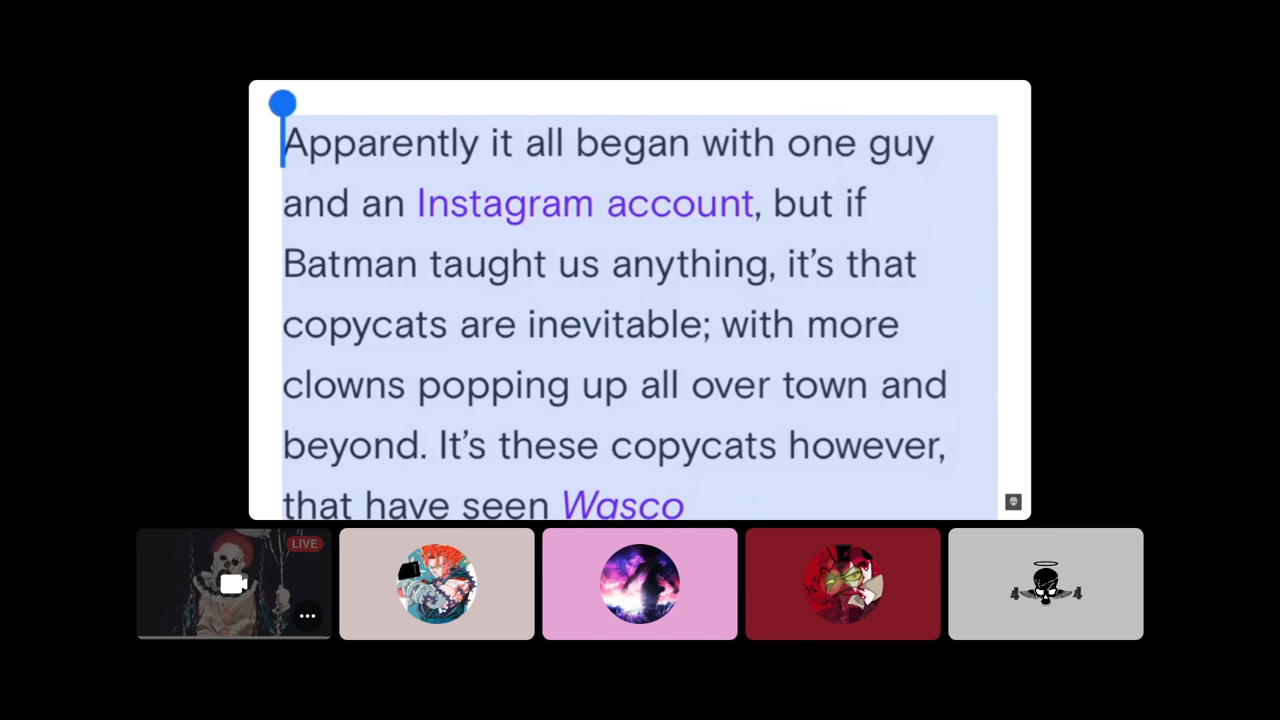 Apparently it all began with one guy
and an Instagram account, but if
Batman taught us anything, it’s that
copycats are inevitable; with more
clowns popping up all over town and
beyond. It’s these copycats however,
that have seen Wasco
LIVE
4 4